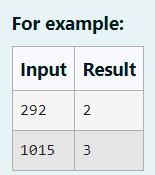 For example:
Input Result
292 2
1015 3